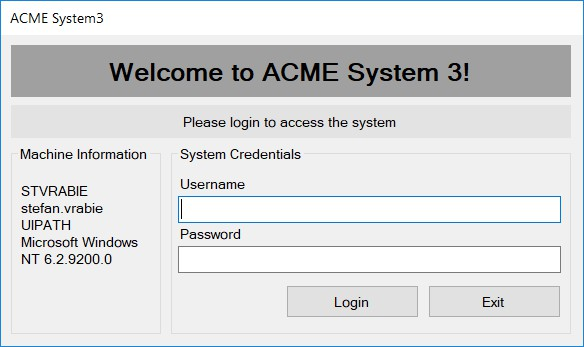 ACME System3
Welcome to ACME System 3!
Please login to access the system
Machine Information
STVRABIE
stefan.vrabie
UIPATH
Microsoft Windows
NT 6.2.9200.0
System Credentials
Username
Password
Login
Exit